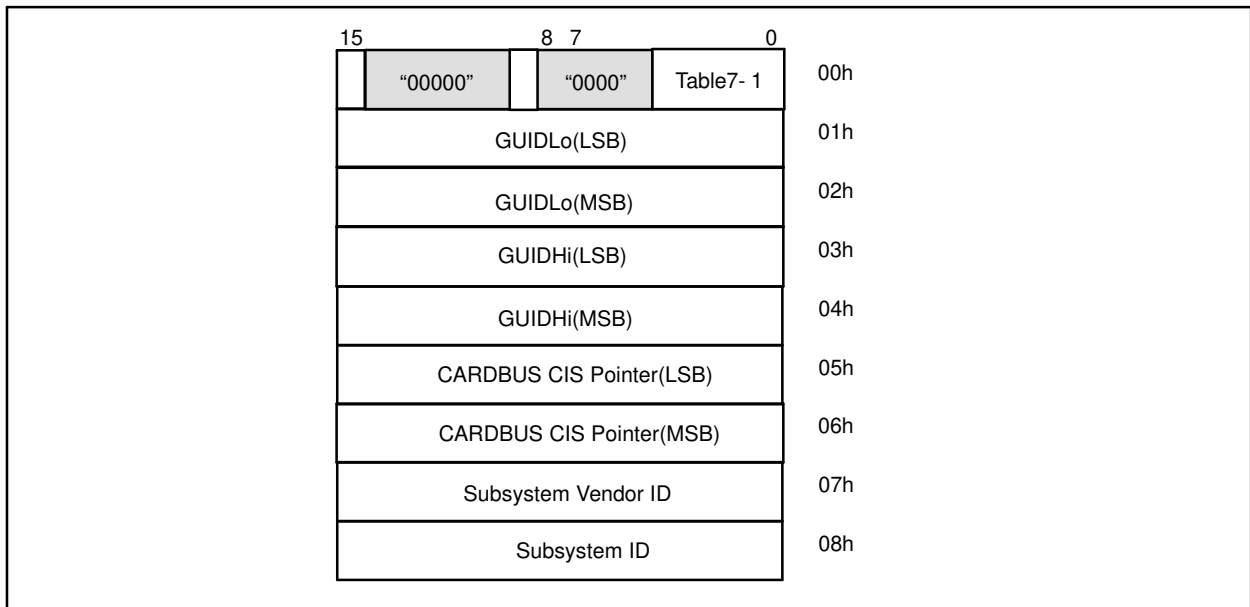 15 8 7 0
“00000” “0000” Table7- 1 00h
GUIDLo(LSB) 01h
GUIDLo(MSB) 02h
GUIDHi(LSB) 03h
GUIDHi(MSB) 04h
CARDBUS CIS Pointer(LSB) 05h
CARDBUS CIS Pointer(MSB) 06h
Subsystem Vendor ID 07h
Subsystem ID 08h